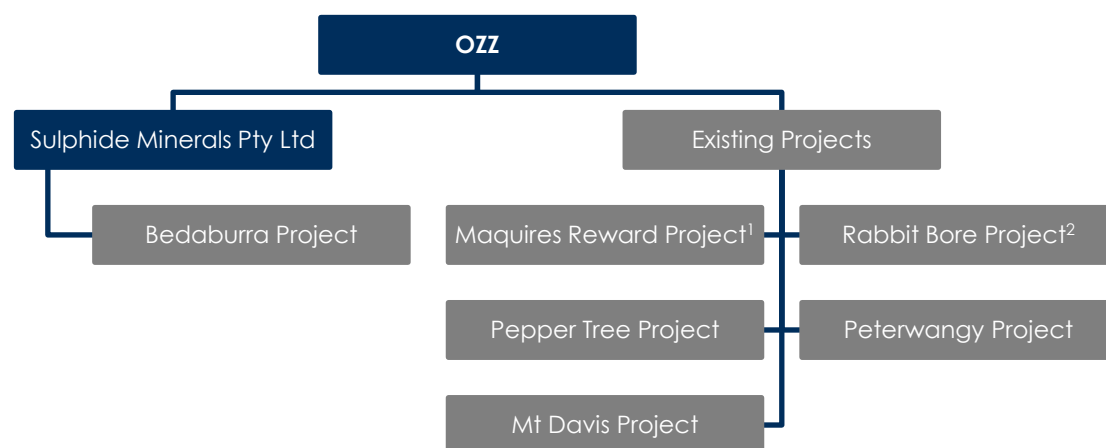 OZZ
Sulphide Minerals Pty Ltd
Existing Projects
Bedaburra Project
Maquires Reward Project¹
Rabbit Bore Project²
Pepper Tree Project
Peterwangy Project
Mt Davis Project